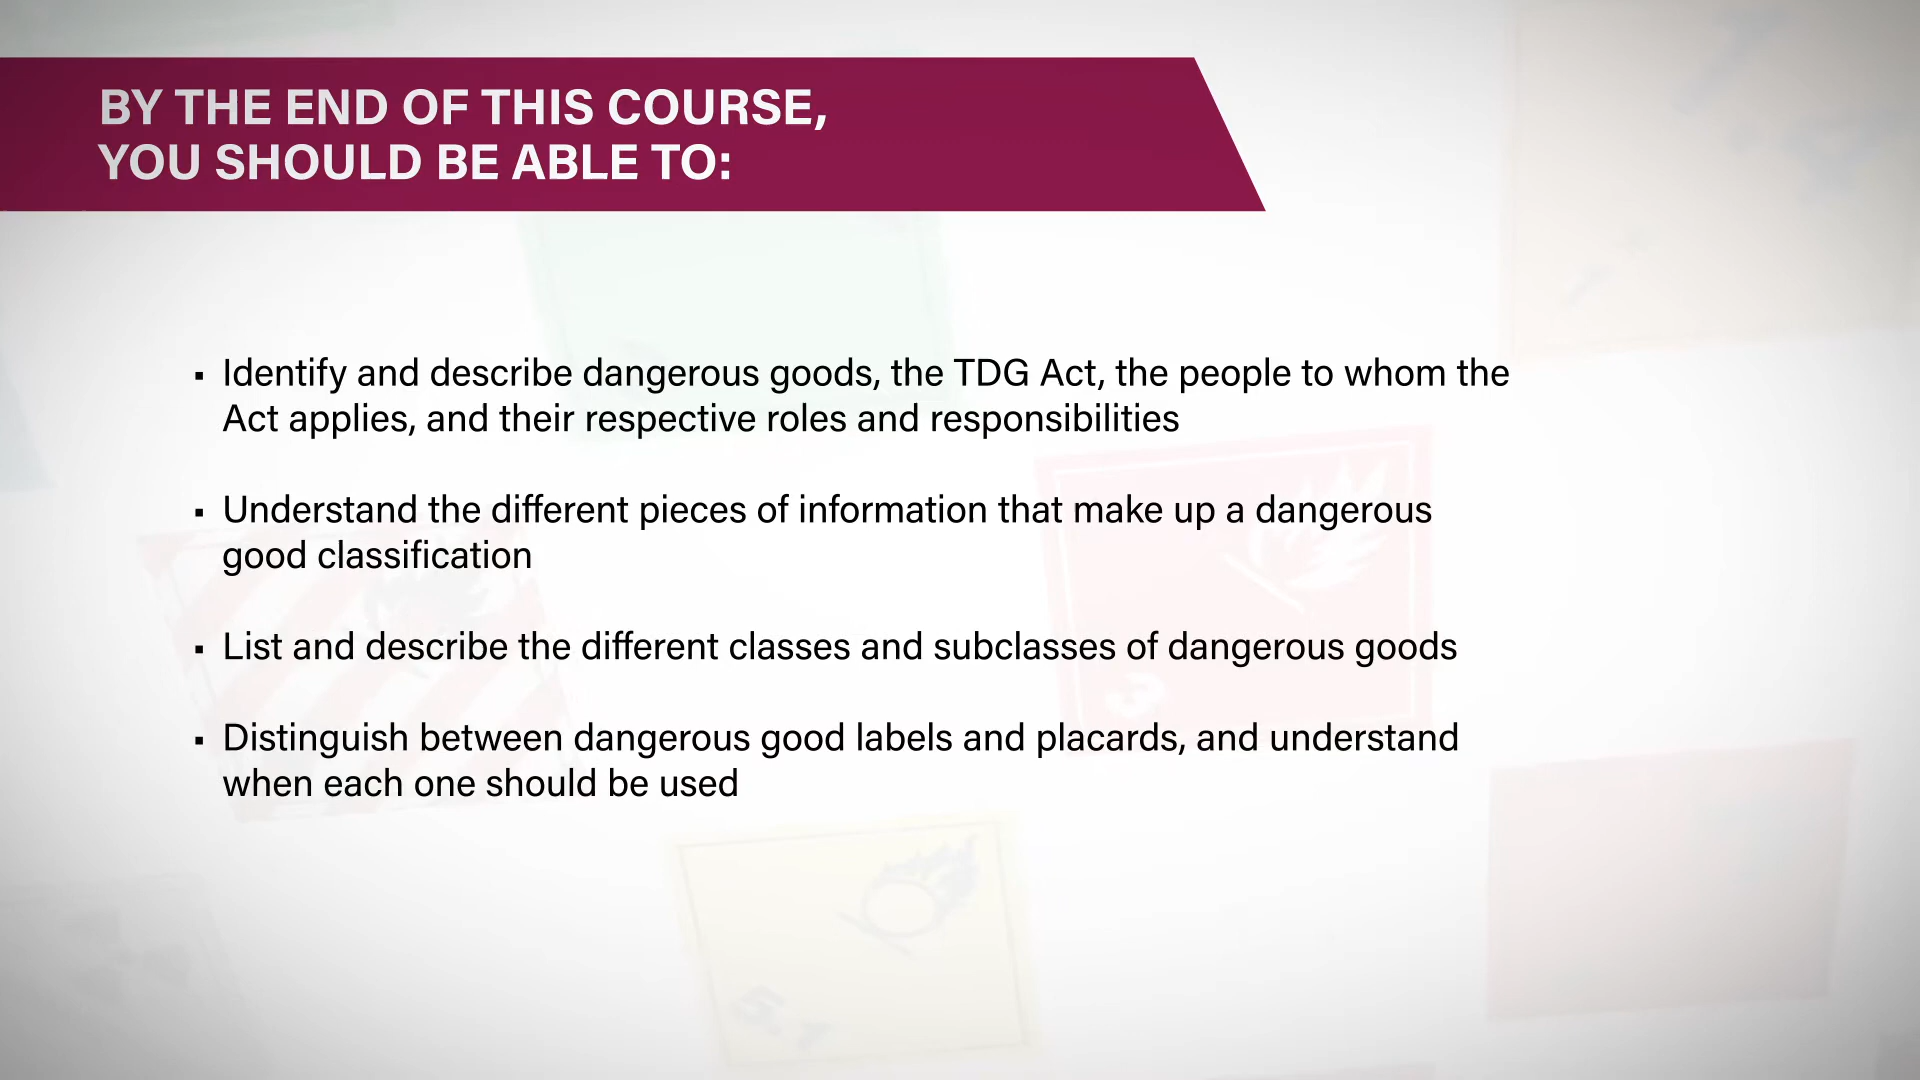 BY THE END OF THIS COURSE,
YOU SHOULD BE ABLE TO:
▪ Identify and describe dangerous goods, the TDG Act, the people to whom the
Act applies, and their respective roles and responsibilities
▪ Understand the different pieces of information that make up a dangerous
good classification
▪ List and describe the different classes and subclasses of dangerous goods
▪ Distinguish between dangerous good labels and placards, and understand
when each one should be used
3
5.1